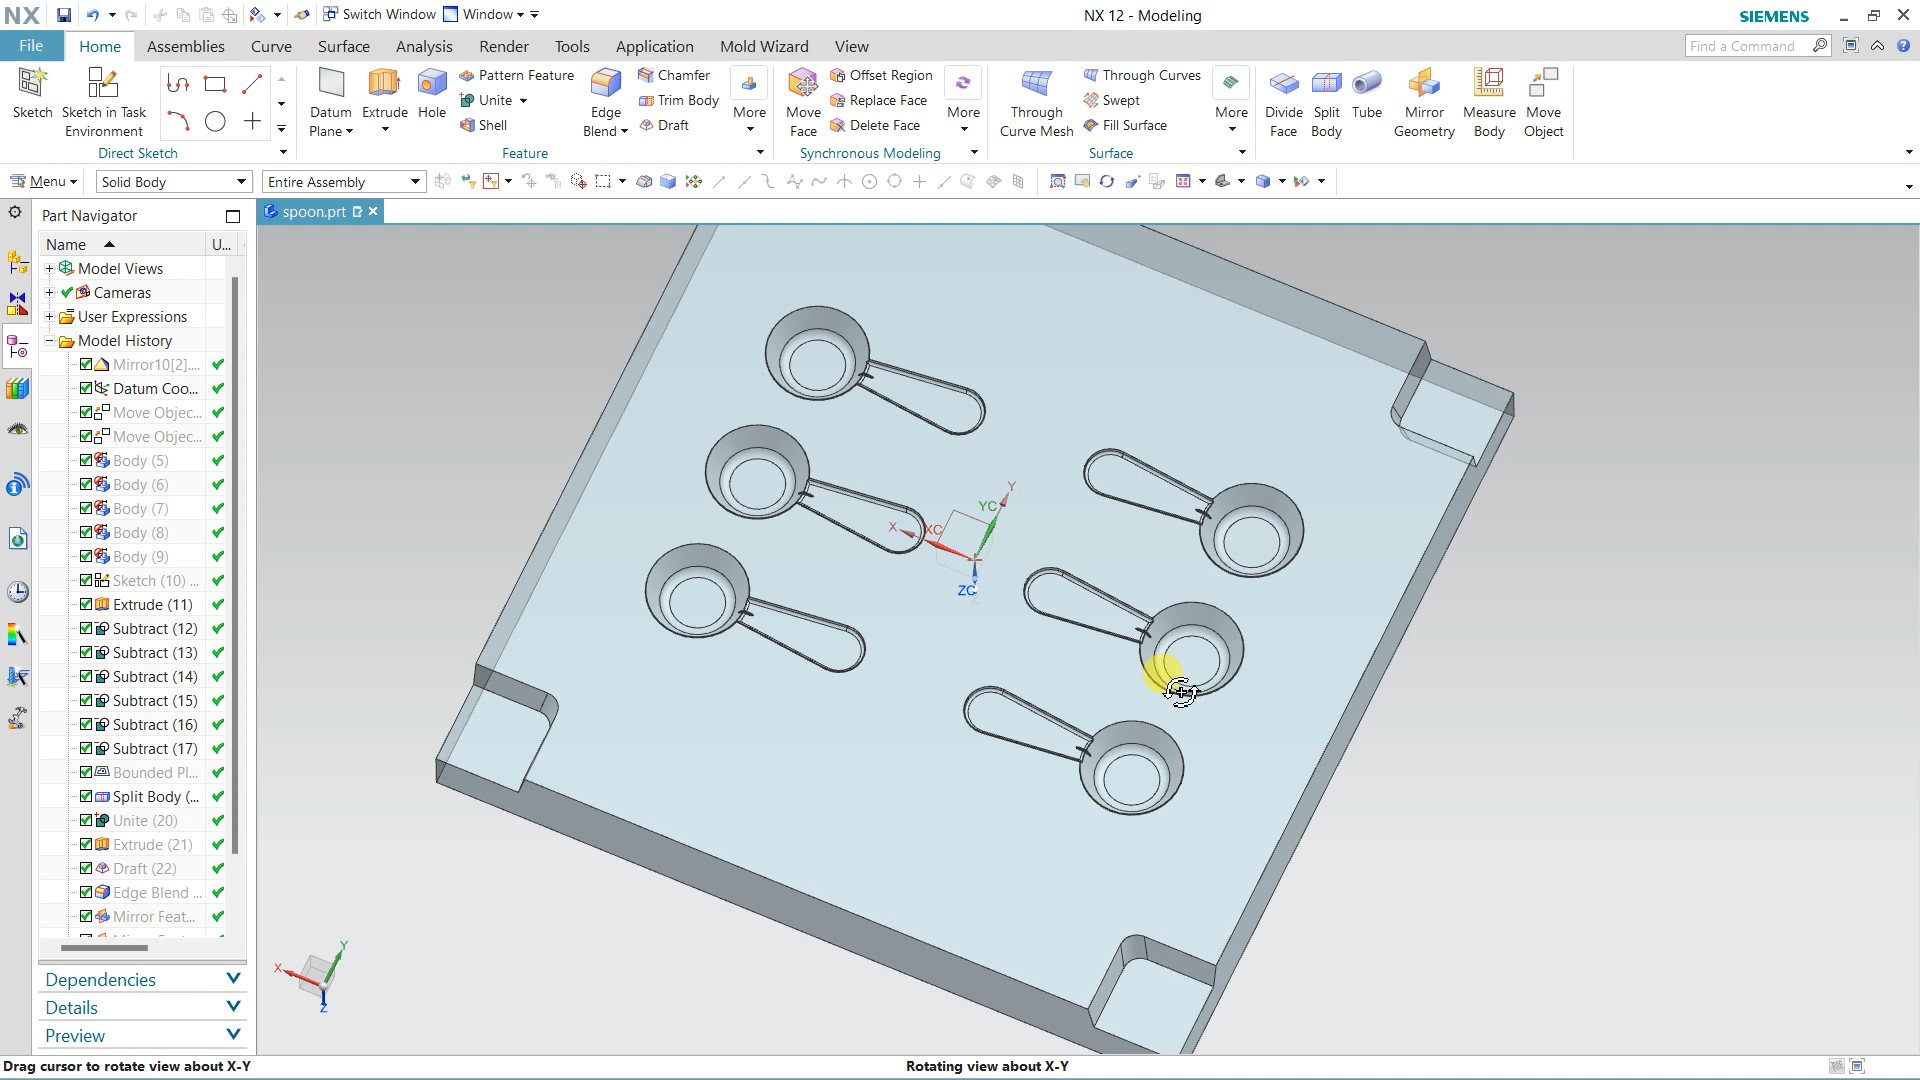 NX Switch Window Window NX 12 - Modeling SIEMENS
File Home Assemblies Curve Surface Analysis Render Tools Application Mold Wizard View Find a Command
Sketch Sketch in Task Environment Datum Plane Extrude Hole Pattern Feature Unite Shell Edge Blend Chamfer Trim Body Draft More Move Face Offset Region Replace Face Delete Face More Through Curve Mesh Through Curves Swept Fill Surface More Divide Face Split Body Tube Mirror Geometry Measure Body Move Object
Direct Sketch Feature Synchronous Modeling Surface
Menu Solid Body Entire Assembly
Part Navigator spoon.prt
Name U...
Model Views
Cameras
User Expressions
Model History
Mirror10[2]....
Datum Coo...
Move Objec...
Move Objec...
Body (5)
Body (6)
Body (7)
Body (8)
Body (9)
Sketch (10) ...
Extrude (11)
Subtract (12)
Subtract (13)
Subtract (14)
Subtract (15)
Subtract (16)
Subtract (17)
Bounded Pl...
Split Body (...
Unite (20)
Extrude (21)
Draft (22)
Edge Blend ...
Mirror Feat...
Dependencies
Details
Preview
Y
YC
X
XC
ZC
Y
X
Z
Drag cursor to rotate view about X-Y Rotating view about X-Y